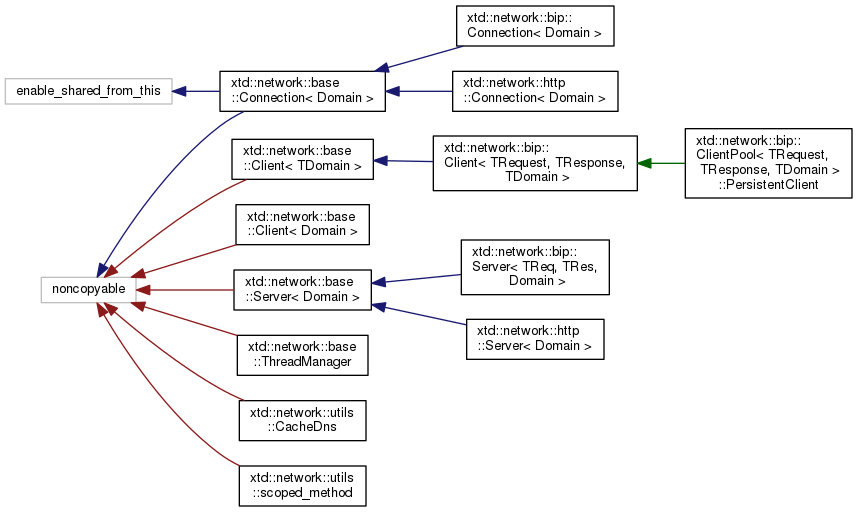 xtd::network::bip::
Connection< Domain >
enable_shared_from_this
xtd::network::base
::Connection< Domain >
xtd::network::http
::Connection< Domain >
xtd::network::base
::Client< TDomain >
xtd::network::bip::
Client< TRequest, TResponse,
TDomain >
xtd::network::bip::
ClientPool< TRequest,
TResponse, TDomain >
::PersistentClient
xtd::network::base
::Client< Domain >
noncopyable
xtd::network::base
::Server< Domain >
xtd::network::bip::
Server< TReq, TRes,
Domain >
xtd::network::http
::Server< Domain >
xtd::network::base
::ThreadManager
xtd::network::utils
::CacheDns
xtd::network::utils
::scoped_method